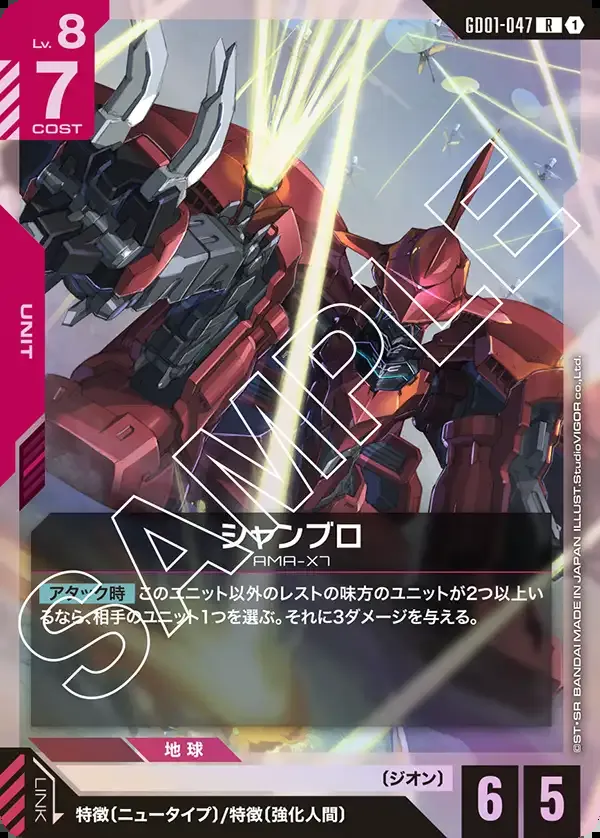 Lv. 8
7
COST
GD01-047 R 1
UNIT
SAMPLE
©ST・SR BANDAI MADE IN JAPAN ILLUST.StudioVIGOR co.,Ltd.
シャンブロ
AMA-X7
アタック時 このユニット以外のレストの味方のユニットが2つ以上い
るなら、相手のユニット1つを選ぶ。それに3ダメージを与える。
地球
〔ジオン〕
LINK
特徴〔ニュータイプ〕/特徴〔強化人間〕
6 5